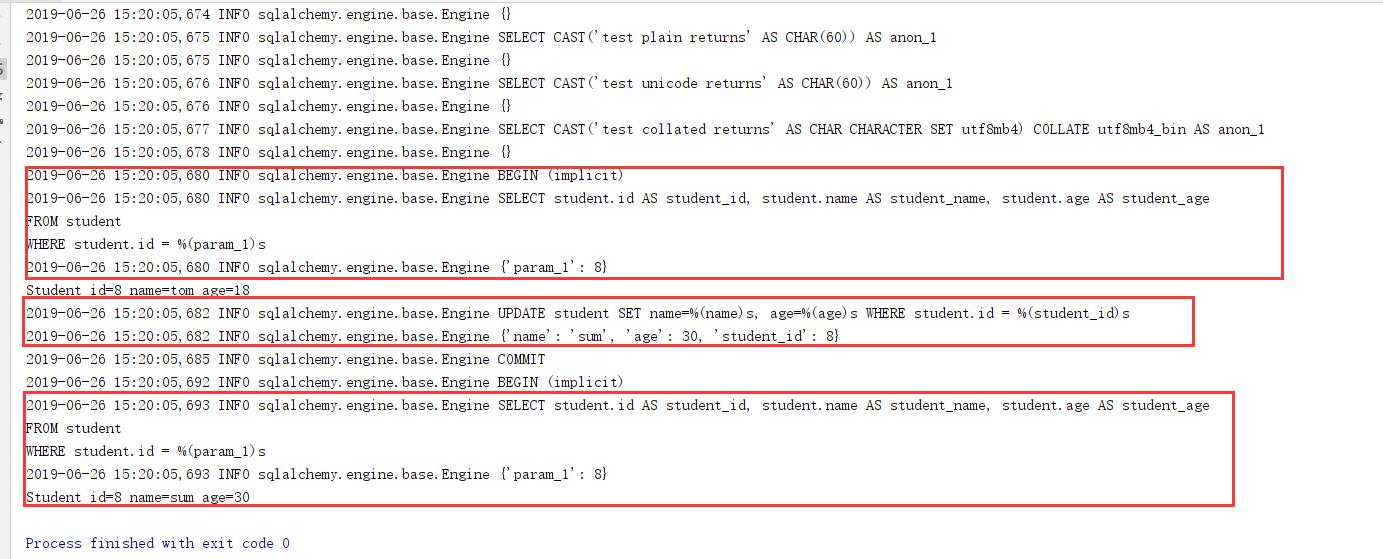 2019-06-26 15:20:05,674 INFO sqlalchemy.engine.base.Engine {}
2019-06-26 15:20:05,675 INFO sqlalchemy.engine.base.Engine SELECT CAST('test plain returns' AS CHAR(60)) AS anon_1
2019-06-26 15:20:05,675 INFO sqlalchemy.engine.base.Engine {}
2019-06-26 15:20:05,676 INFO sqlalchemy.engine.base.Engine SELECT CAST('test unicode returns' AS CHAR(60)) AS anon_1
2019-06-26 15:20:05,676 INFO sqlalchemy.engine.base.Engine {}
2019-06-26 15:20:05,677 INFO sqlalchemy.engine.base.Engine SELECT CAST('test collated returns' AS CHAR CHARACTER SET utf8mb4) COLLATE utf8mb4_bin AS anon_1
2019-06-26 15:20:05,678 INFO sqlalchemy.engine.base.Engine {}
2019-06-26 15:20:05,680 INFO sqlalchemy.engine.base.Engine BEGIN (implicit)
2019-06-26 15:20:05,680 INFO sqlalchemy.engine.base.Engine SELECT student.id AS student_id, student.name AS student_name, student.age AS student_age
FROM student
WHERE student.id = %(param_1)s
2019-06-26 15:20:05,680 INFO sqlalchemy.engine.base.Engine {'param_1': 8}
Student id=8 name=tom age=18
2019-06-26 15:20:05,682 INFO sqlalchemy.engine.base.Engine UPDATE student SET name=%(name)s, age=%(age)s WHERE student.id = %(student_id)s
2019-06-26 15:20:05,682 INFO sqlalchemy.engine.base.Engine {'name': 'sum', 'age': 30, 'student_id': 8}
2019-06-26 15:20:05,685 INFO sqlalchemy.engine.base.Engine COMMIT
2019-06-26 15:20:05,692 INFO sqlalchemy.engine.base.Engine BEGIN (implicit)
2019-06-26 15:20:05,693 INFO sqlalchemy.engine.base.Engine SELECT student.id AS student_id, student.name AS student_name, student.age AS student_age
FROM student
WHERE student.id = %(param_1)s
2019-06-26 15:20:05,693 INFO sqlalchemy.engine.base.Engine {'param_1': 8}
Student id=8 name=sum age=30
Process finished with exit code 0